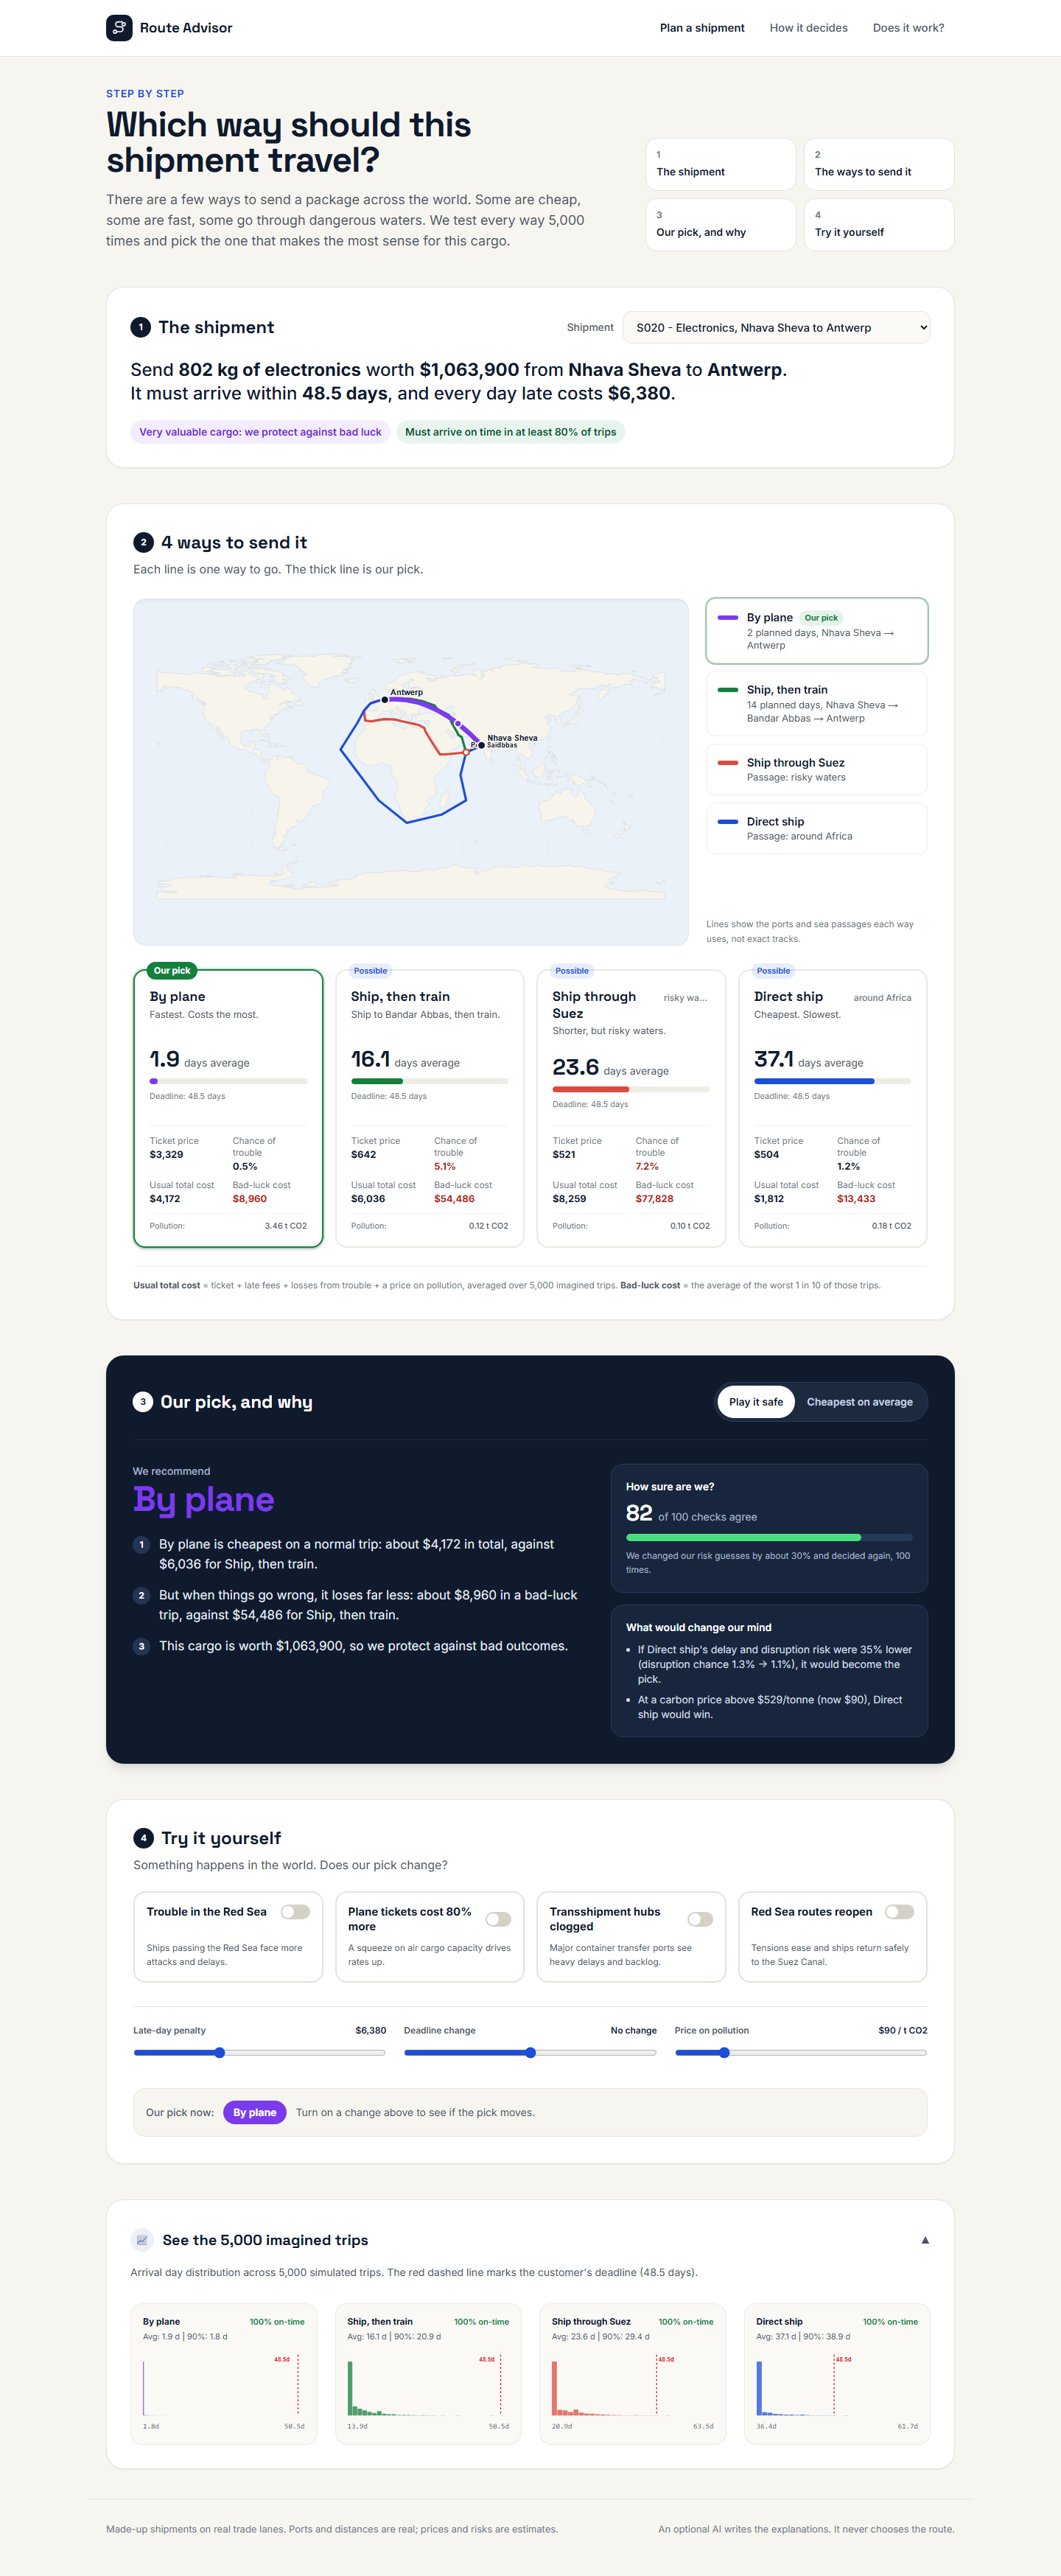 Route Advisor
Plan a shipment
How it decides
Does it work?
STEP BY STEP
Which way should this
shipment travel?
There are a few ways to send a package across the world. Some are cheap,
some are fast, some go through dangerous waters. We test every way 5,000
times and pick the one that makes the most sense for this cargo.
1
The shipment
2
The ways to send it
3
Our pick, and why
4
Try it yourself
1 The shipment
Shipment
S020 - Electronics, Nhava Sheva to Antwerp
Send 802 kg of electronics worth $1,063,900 from Nhava Sheva to Antwerp.
It must arrive within 48.5 days, and every day late costs $6,380.
Very valuable cargo: we protect against bad luck
Must arrive on time in at least 80% of trips
2 4 ways to send it
Each line is one way to go. The thick line is our pick.
Antwerp
Nhava Sheva
By plane Our pick
2 planned days, Nhava Sheva →
Antwerp
Ship, then train
14 planned days, Nhava Sheva →
Bandar Abbas → Antwerp
Ship through Suez
Passage: risky waters
Direct ship
Passage: around Africa
Lines show the ports and sea passages each way
uses, not exact tracks.
Our pick
By plane
Fastest. Costs the most.
1.9 days average
Deadline: 48.5 days
Ticket price
$3,329
Chance of
trouble
0.5%
Usual total cost
$4,172
Bad-luck cost
$8,960
Pollution:
3.46 t CO2
Possible
Ship, then train
Ship to Bandar Abbas, then train.
16.1 days average
Deadline: 48.5 days
Ticket price
$642
Chance of
trouble
5.1%
Usual total cost
$6,036
Bad-luck cost
$54,486
Pollution:
0.12 t CO2
Possible
Ship through
Suez
risky wa...
Shorter, but risky waters.
23.6 days average
Deadline: 48.5 days
Ticket price
$521
Chance of
trouble
7.2%
Usual total cost
$8,259
Bad-luck cost
$77,828
Pollution:
0.10 t CO2
Possible
Direct ship
around Africa
Cheapest. Slowest.
37.1 days average
Deadline: 48.5 days
Ticket price
$504
Chance of
trouble
1.2%
Usual total cost
$1,812
Bad-luck cost
$13,433
Pollution:
0.18 t CO2
Usual total cost = ticket + late fees + losses from trouble + a price on pollution, averaged over 5,000 imagined trips. Bad-luck cost = the average of the worst 1 in 10 of those trips.
3 Our pick, and why
Play it safe
Cheapest on average
We recommend
By plane
1 By plane is cheapest on a normal trip: about $4,172 in total, against
$6,036 for Ship, then train.
2 But when things go wrong, it loses far less: about $8,960 in a bad-luck
trip, against $54,486 for Ship, then train.
3 This cargo is worth $1,063,900, so we protect against bad outcomes.
How sure are we?
82 of 100 checks agree
We changed our risk guesses by about 30% and decided again, 100
times.
What would change our mind
• If Direct ship's delay and disruption risk were 35% lower
(disruption chance 1.3% → 1.1%), it would become the
pick.
• At a carbon price above $529/tonne (now $90), Direct
ship would win.
4 Try it yourself
Something happens in the world. Does our pick change?
Trouble in the Red Sea
Ships passing the Red Sea face more
attacks and delays.
Plane tickets cost 80%
more
A squeeze on air cargo capacity drives
rates up.
Transshipment hubs
clogged
Major container transfer ports see
heavy delays and backlog.
Red Sea routes reopen
Tensions ease and ships return safely
to the Suez Canal.
Late-day penalty
$6,380
Deadline change
No change
Price on pollution
$90 / t CO2
Our pick now: By plane Turn on a change above to see if the pick moves.
See the 5,000 imagined trips
▲
Arrival day distribution across 5,000 simulated trips. The red dashed line marks the customer's deadline (48.5 days).
By plane
100% on-time
Avg: 1.9 d | 90%: 1.8 d
48.5d
1.8d
50.5d
Ship, then train
100% on-time
Avg: 16.1 d | 90%: 20.9 d
48.5d
13.9d
50.5d
Ship through Suez
100% on-time
Avg: 23.6 d | 90%: 29.4 d
48.5d
20.9d
63.5d
Direct ship
100% on-time
Avg: 37.1 d | 90%: 38.9 d
48.5d
36.4d
61.7d
Made-up shipments on real trade lanes. Ports and distances are real; prices and risks are estimates.
An optional AI writes the explanations. It never chooses the route.